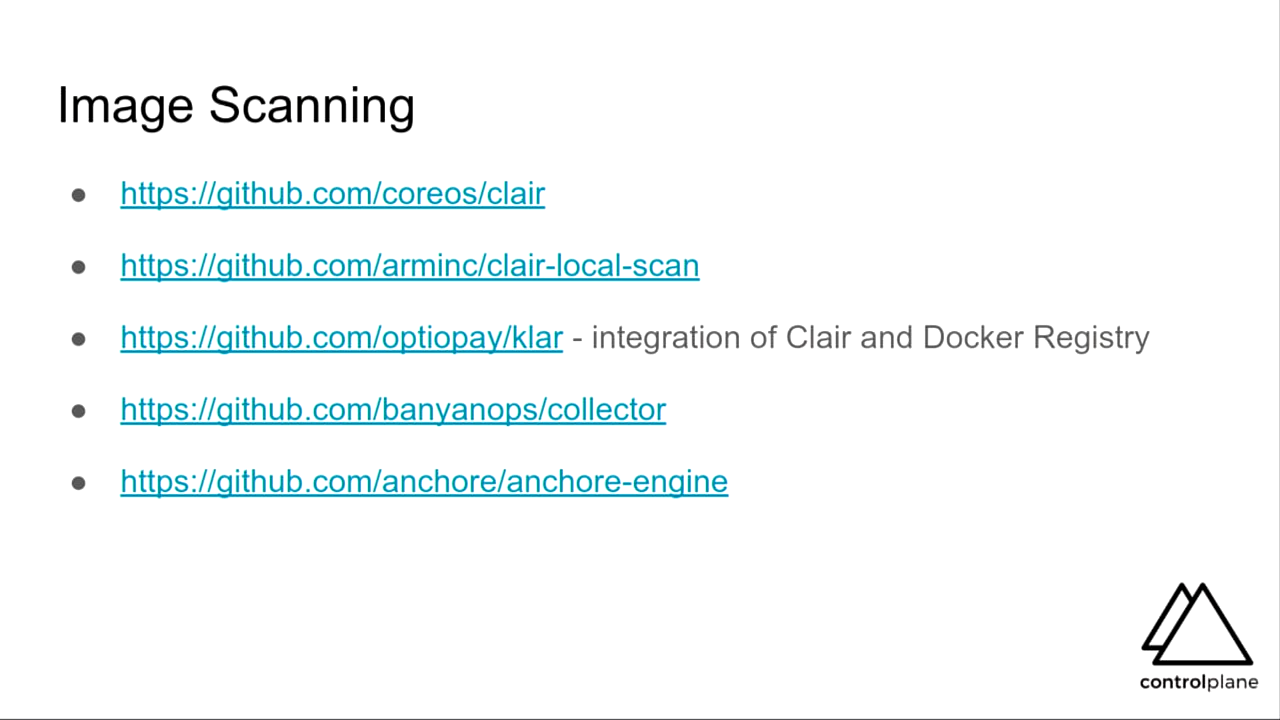 Image Scanning
● https://github.com/coreos/clair
● https://github.com/arminc/clair-local-scan
● https://github.com/optiopay/klar - integration of Clair and Docker Registry
● https://github.com/banyanops/collector
● https://github.com/anchore/anchore-engine
controlplane